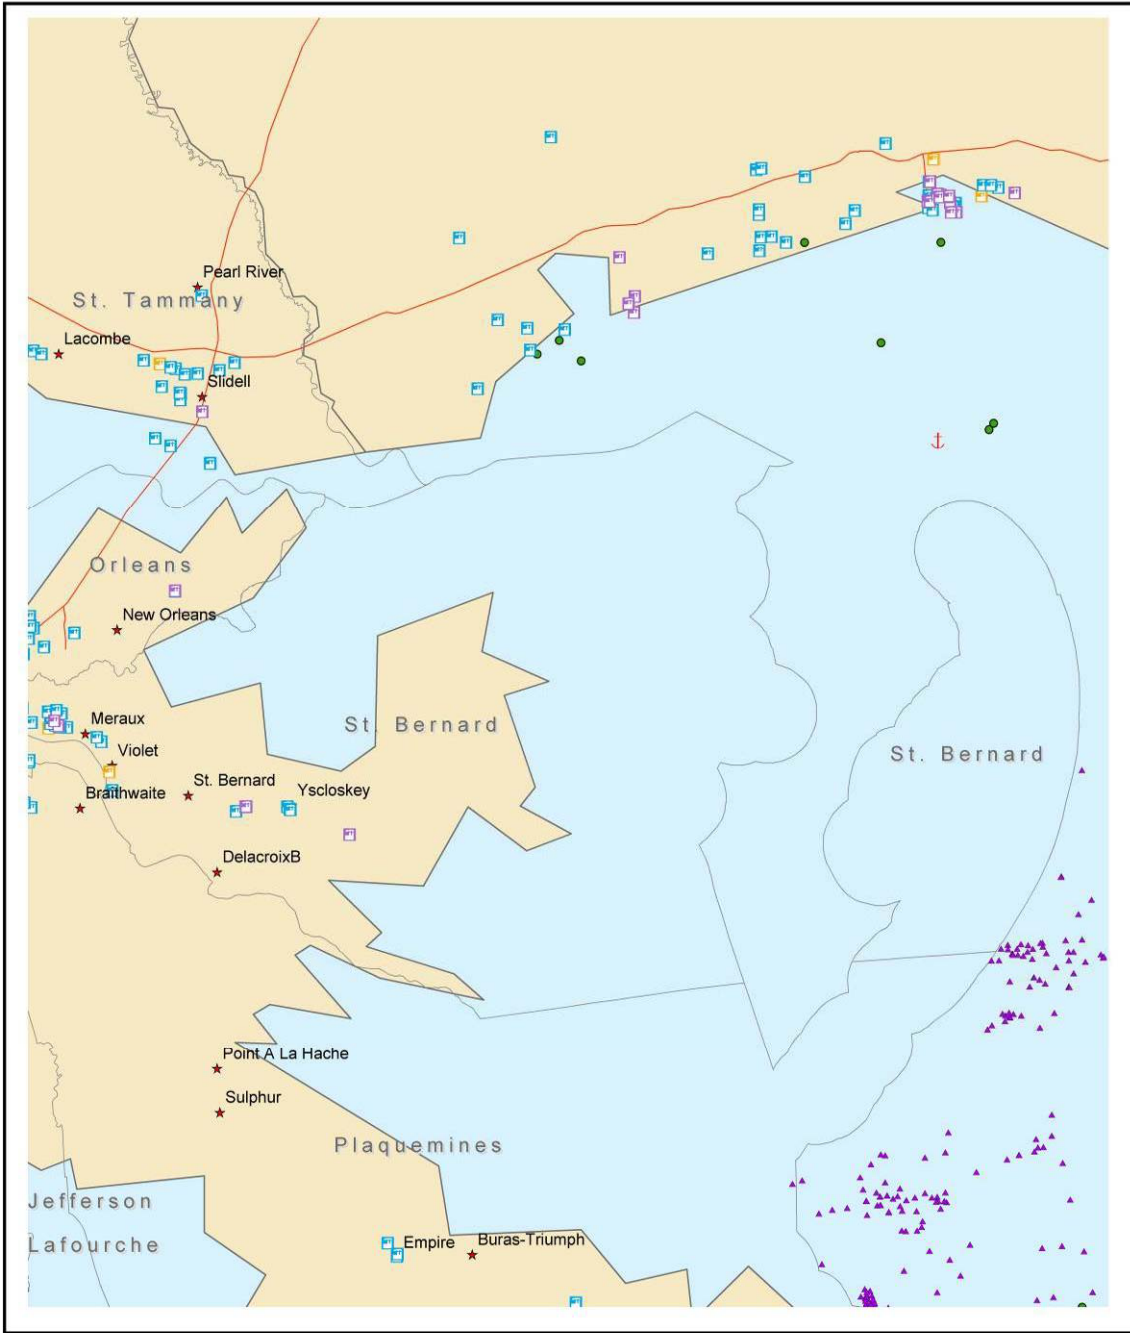 Pearl River
St. Tammany
Lacombe
Slidell
Orleans
New Orleans
St. Bernard
Meraux
Violet
St. Bernard
St. Bernard
Yscloskey
Braithwaite
DelacroixB
Point A La Hache
Sulphur
Plaquemines
Jefferson
Empire
Buras-Triumph
Lafourche